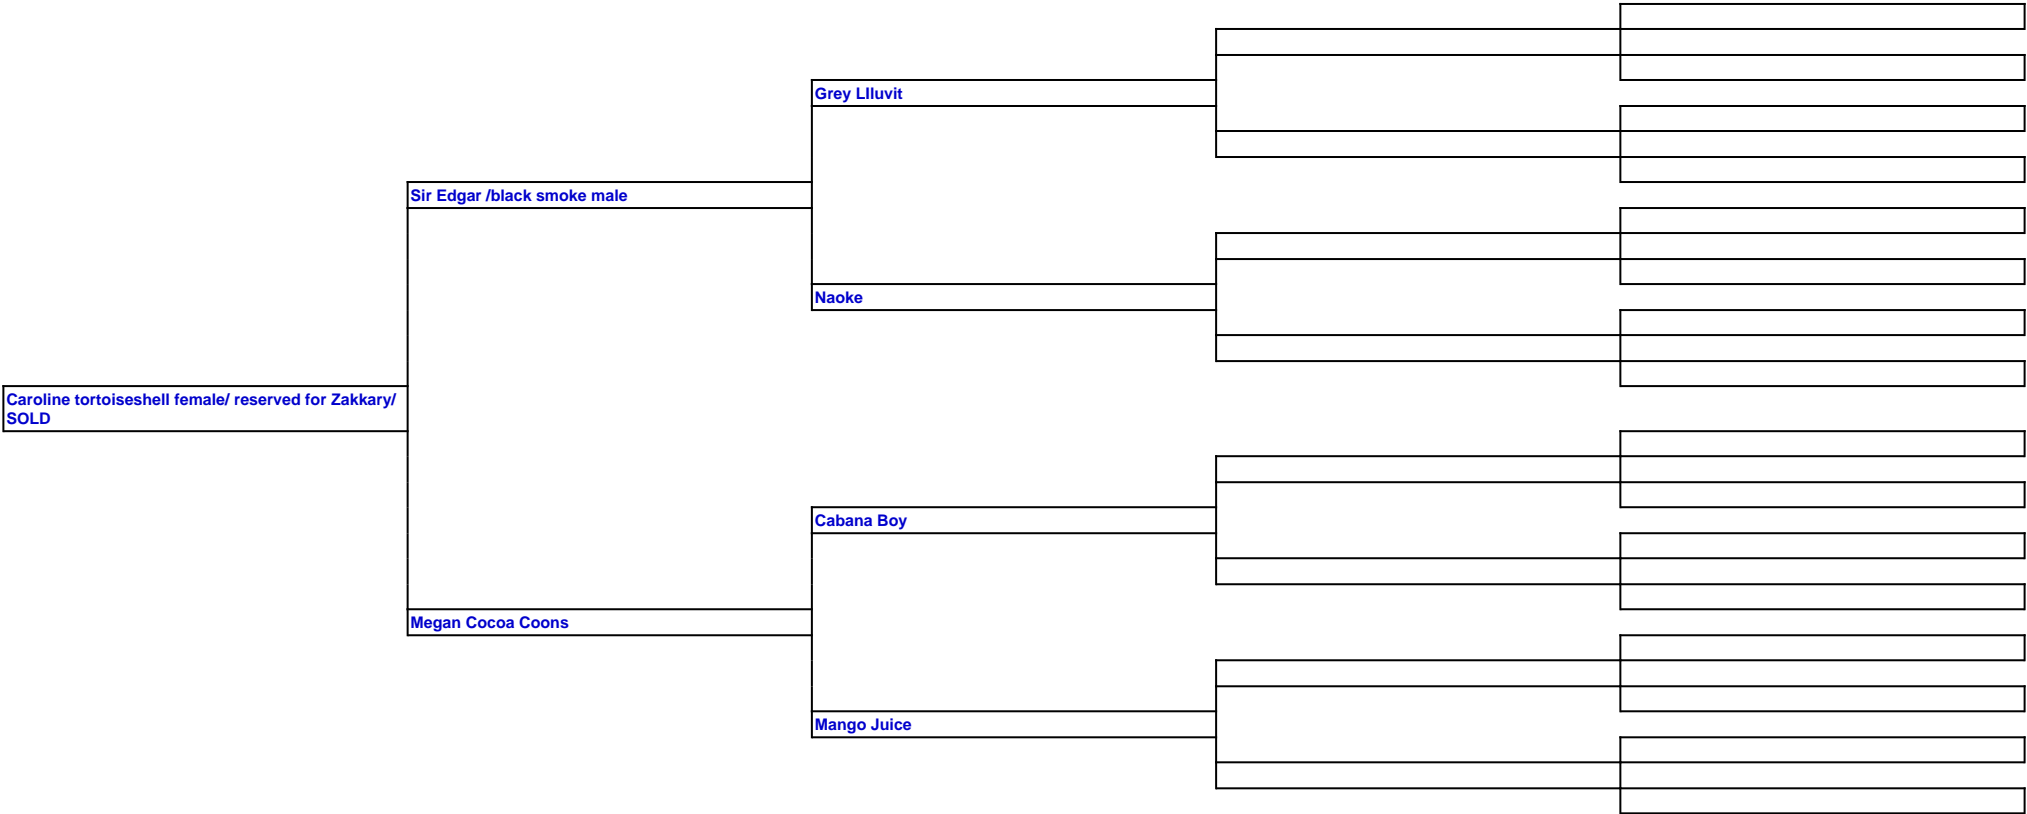 Grey LIluvit
Sir Edgar /black smoke male
Naoke
Caroline tortoiseshell female/ reserved for Zakkary/
SOLD
Cabana Boy
Megan Cocoa Coons
Mango Juice